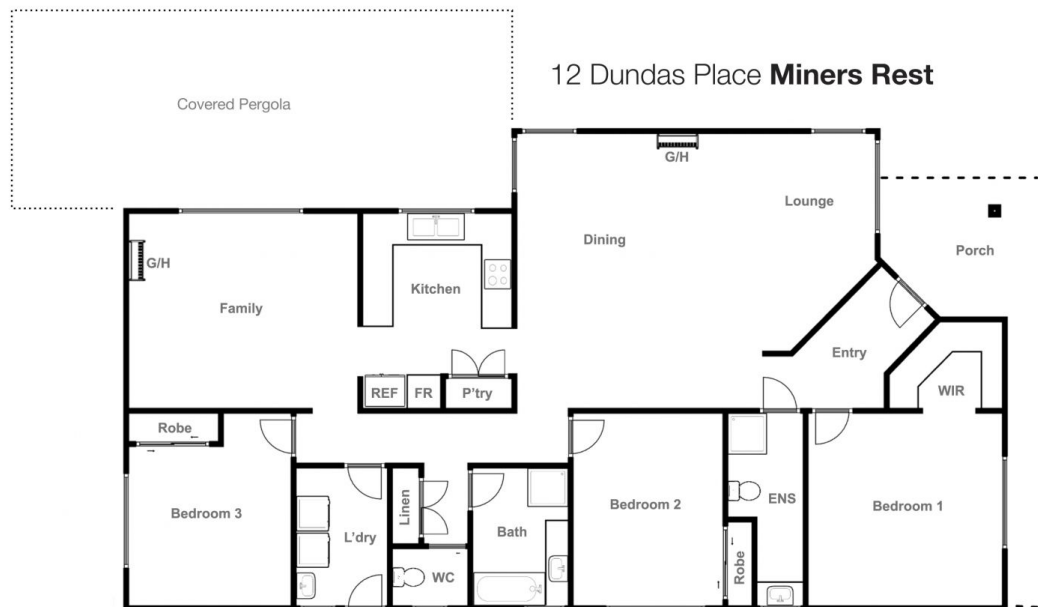 12 Dundas Place Miners Rest
Covered Pergola
G/H
Lounge
Dining
Porch
G/H
Kitchen
Family
Entry
REF
FR
P'try
WIR
Robe
Bedroom 3
Linen
L'dry
WC
Bath
Bedroom 2
Robe
ENS
Bedroom 1